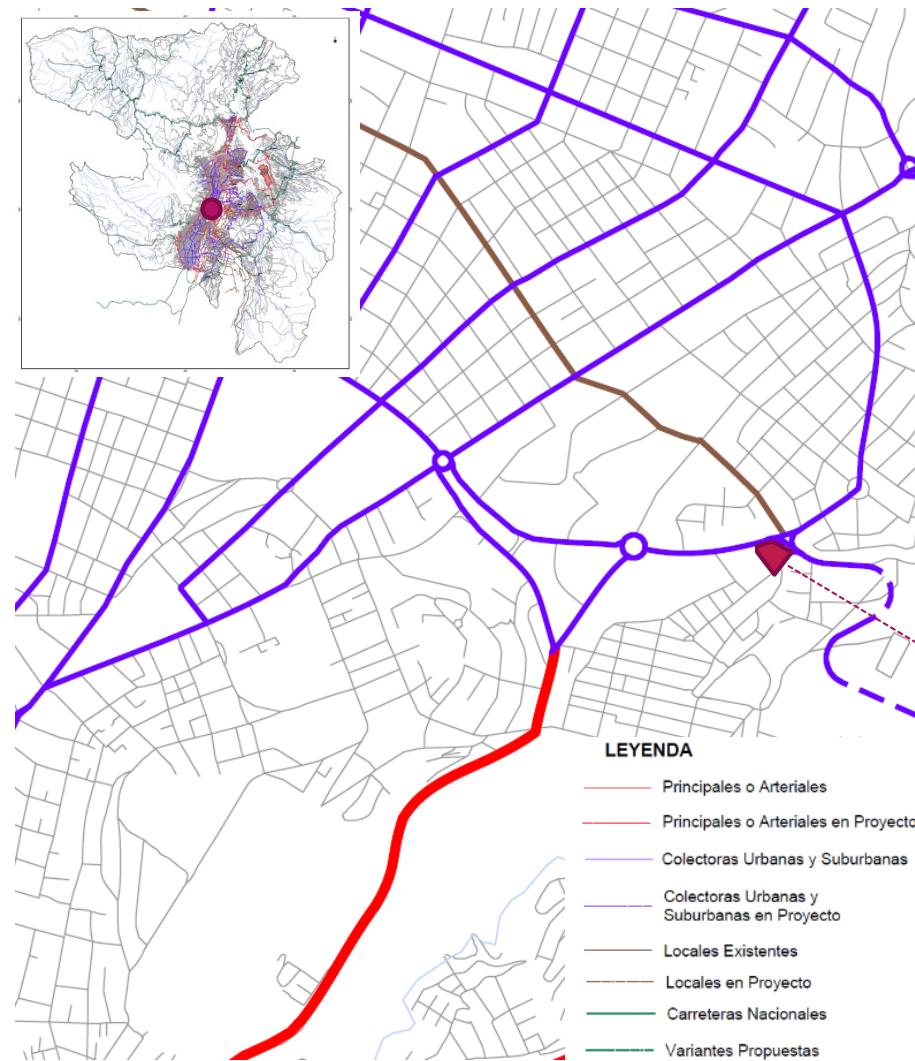 LEYENDA
Principales o Arteriales
Principales o Arteriales en Proyecto
Colectoras Urbanas y Suburbanas
Colectoras Urbanas y
Suburbanas en Proyecto
Locales Existentes
Locales en Proyecto
Carreteras Nacionales
Variantes Propuestas